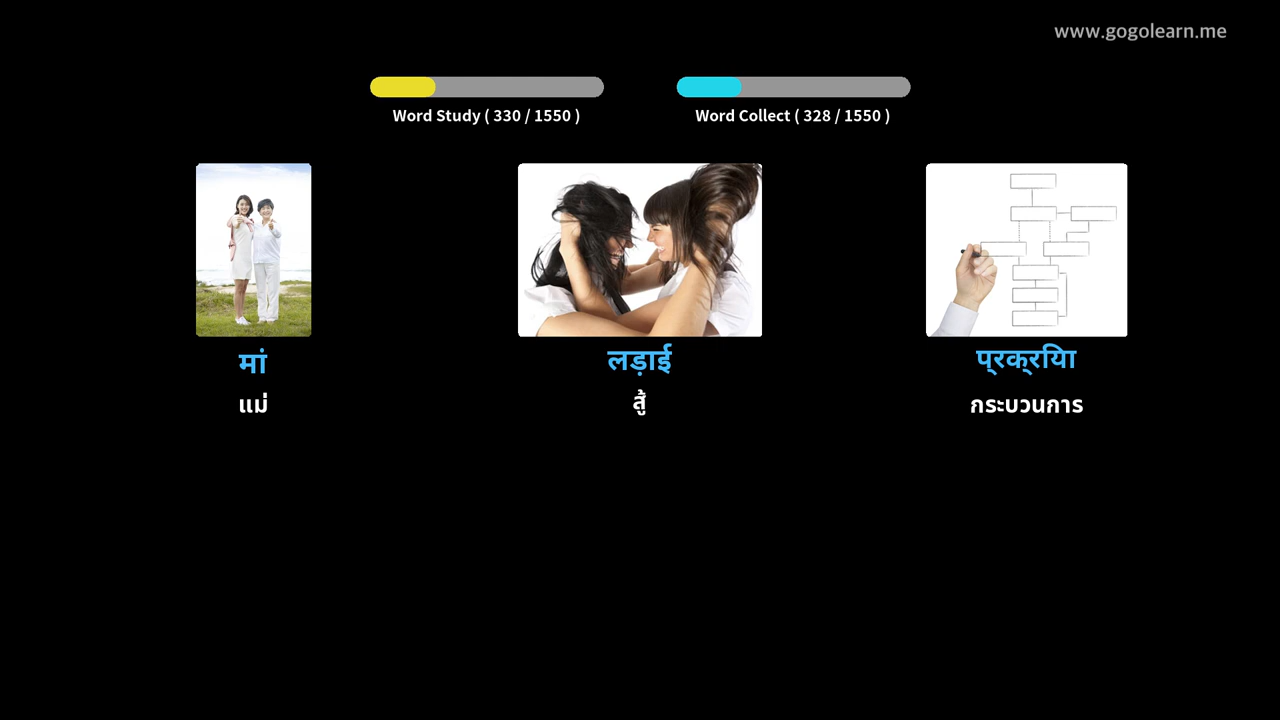 www.gogolearn.me
Word Study ( 330 / 1550 )
Word Collect ( 328 / 1550 )
मां
लड़ाई
प्रक्रिया
แม่
สู้
กระบวนการ